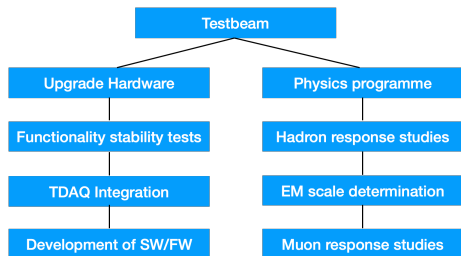 Testbeam
Upgrade Hardware
Physics programme
Functionality stability tests
Hadron response studies
TDAQ Integration
EM scale determination
Development of SW/FW
Muon response studies